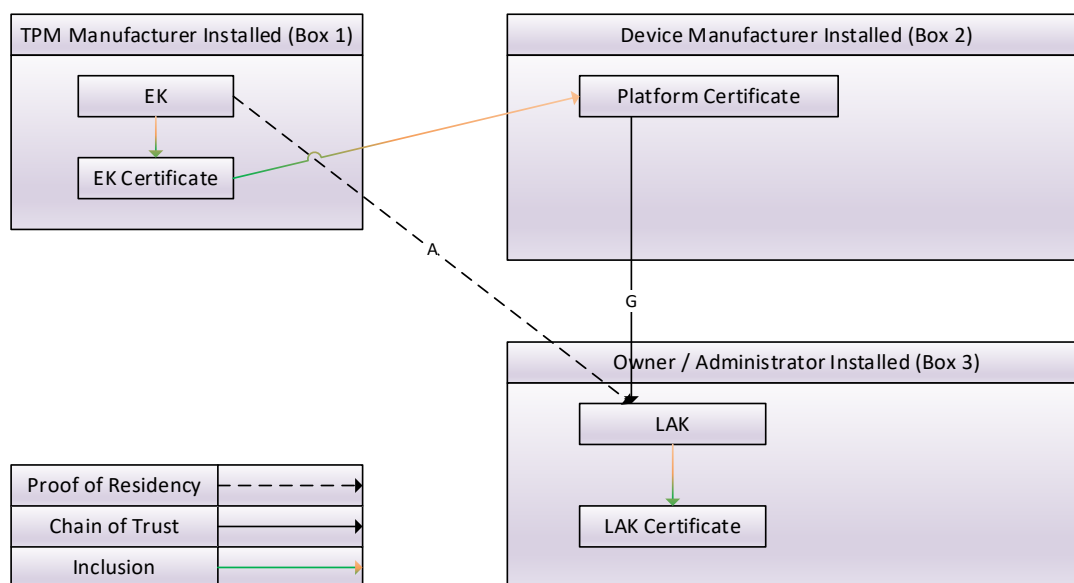 TPM Manufacturer Installed (Box 1)
EK
EK Certificate
Device Manufacturer Installed (Box 2)
Platform Certificate
A
G
Owner / Administrator Installed (Box 3)
LAK
LAK Certificate
Proof of Residency
Chain of Trust
Inclusion